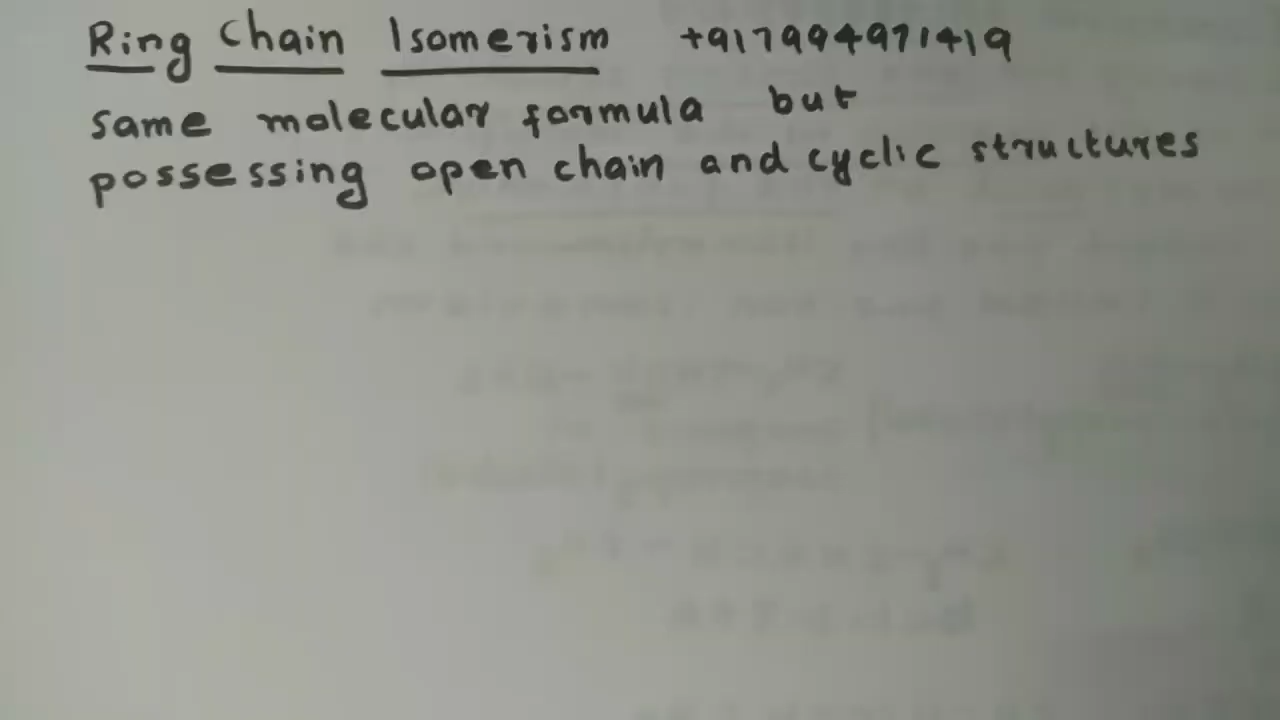 Ring Chain Isomerism +917994971419
same molecular formula but
possessing open chain and cyclic structures